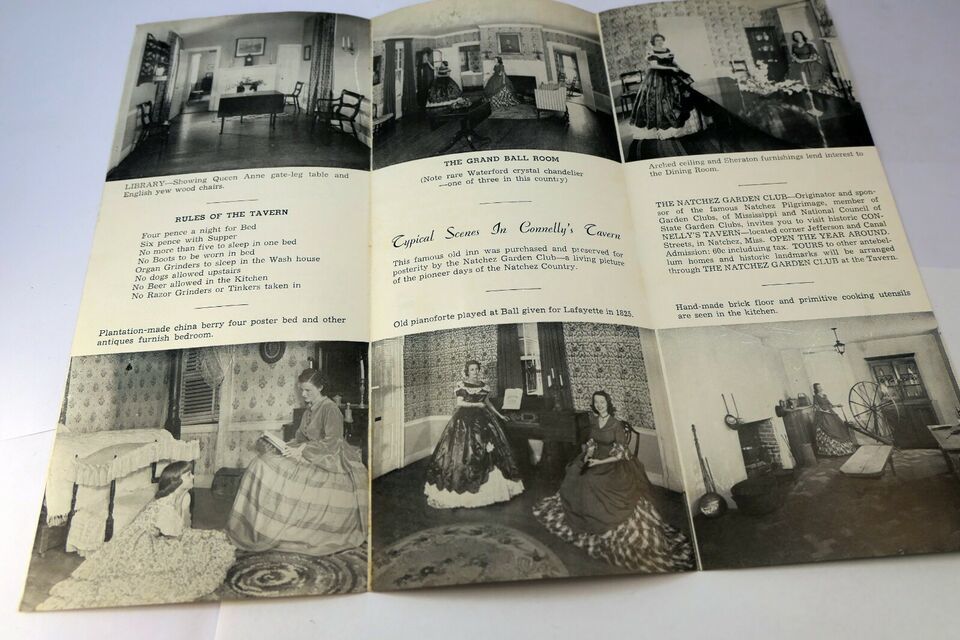 LIBRARY—Showing Queen Anne gate-leg table and
English yew wood chairs.
RULES OF THE TAVERN
Four pence a night for Bed
Six pence with Supper
No more than five to sleep in one bed
No Boots to be worn in bed
Organ Grinders to sleep in the Wash house
No dogs allowed upstairs
No Beer allowed in the Kitchen
No Razor Grinders or Tinkers taken in
Plantation-made china berry four poster bed and other
antiques furnish bedroom.
THE GRAND BALL ROOM
(Note rare Waterford crystal chandelier
—one of three in this country)
Typical Scenes In Connelly's Tavern
This famous old inn was purchased and preserved for
posterity by the Natchez Garden Club—a living picture
of the pioneer days of the Natchez Country.
Old pianoforte played at Ball given for Lafayette in 1825.
Arched ceiling and Sheraton furnishings lend interest to
the Dining Room.
THE NATCHEZ GARDEN CLUB—Originator and spon-
sor of the famous Natchez Pilgrimage, member of
Garden Clubs, of Mississippi and National Council of
State Garden Clubs, invites you to visit historic CON-
NELLY'S TAVERN—located corner Jefferson and Canal
Streets, in Natchez, Miss. OPEN THE YEAR AROUND.
Admission: 60c includuing tax. TOURS to other antebel-
lum homes and historic landmarks will be arranged
through THE NATCHEZ GARDEN CLUB at the Tavern.
Hand-made brick floor and primitive cooking utensils
are seen in the kitchen.